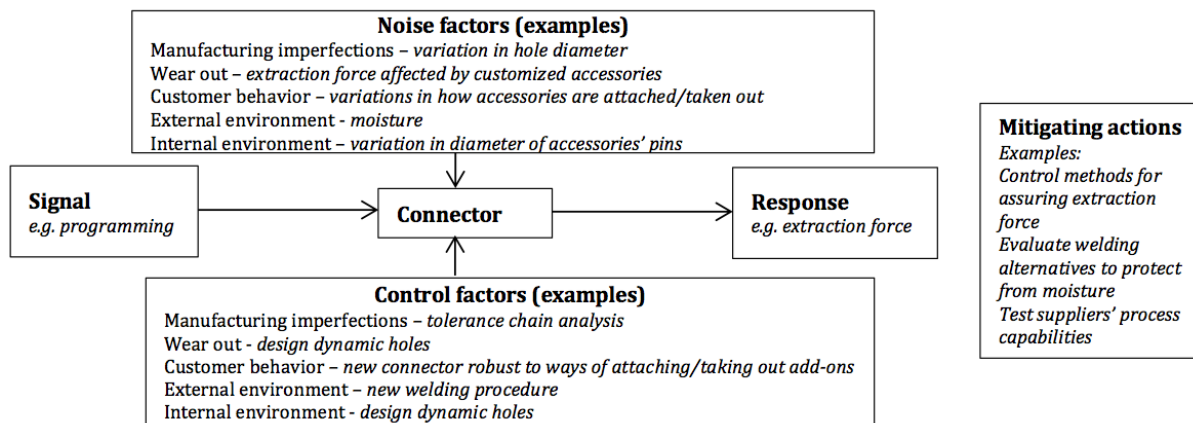 Noise factors (examples)
Manufacturing imperfections – variation in hole diameter
Wear out – extraction force affected by customized accessories
Customer behavior – variations in how accessories are attached/taken out
External environment - moisture
Internal environment – variation in diameter of accessories’ pins
Signal
e.g. programming
Connector
Response
e.g. extraction force
Control factors (examples)
Manufacturing imperfections – tolerance chain analysis
Wear out - design dynamic holes
Customer behavior – new connector robust to ways of attaching/taking out add-ons
External environment – new welding procedure
Internal environment - design dynamic holes
Mitigating actions
Examples:
Control methods for
assuring extraction
force
Evaluate welding
alternatives to protect
from moisture
Test suppliers’ process
capabilities